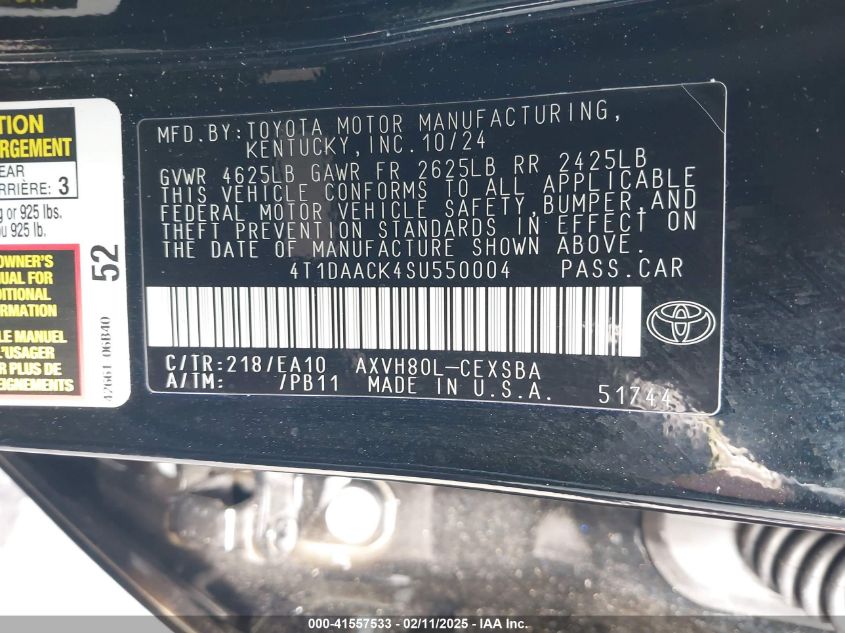 TION
RGEMENT
EAR
RRIÈRE: 3
g or 925 lbs.
u 925 lb.
OWNER'S
UAL FOR
DITIONAL
ORMATION
LE MANUEL
L'USAGER
R PLUS DE
EIGNEMENTS
52
42661 06B40
MFD.BY:TOYOTA MOTOR MANUFACTURING,
KENTUCKY,INC.10/24
GVWR 4625LB GAWR FR 2625LB RR 2425LB
THIS VEHICLE CONFORMS TO ALL APPLICABLE
FEDERAL MOTOR VEHICLE SAFETY,BUMPER,AND
THEFT PREVENTION STANDARDS IN EFFECT ON
THE DATE OF MANUFACTURE SHOWN ABOVE.
4T1DAACK4SU550004 PASS.CAR
C/TR:218/EA10 AXVH80L-CEXSBA
A/TM: /PB11 MADE IN U.S.A. 51744
000-41557533 - 02/11/2025 - Copyright © IAA, Inc.